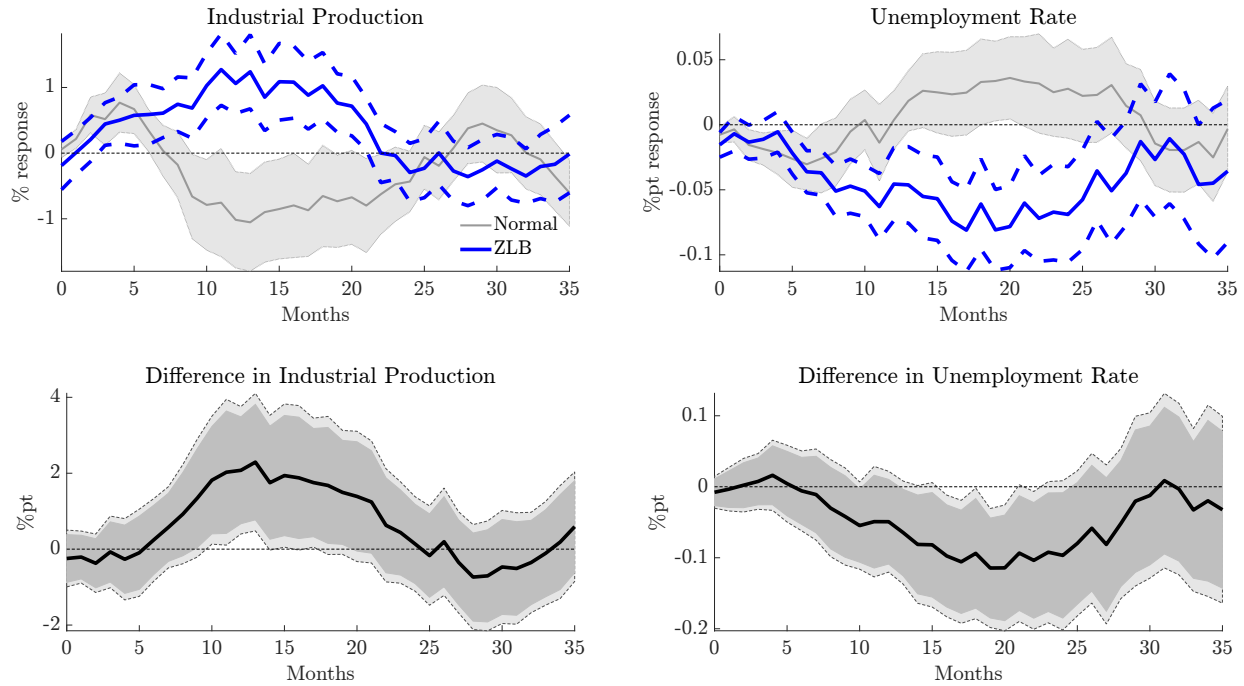 Industrial Production
% response
1
0
-1
Normal
ZLB
0 5 10 15 20 25 30 35
Months
Unemployment Rate
%pt response
0.05
0
-0.05
-0.1
0 5 10 15 20 25 30 35
Months
Difference in Industrial Production
%pt
4
2
0
-2
0 5 10 15 20 25 30 35
Months
Difference in Unemployment Rate
%pt
0.1
0
-0.1
-0.2
0 5 10 15 20 25 30 35
Months